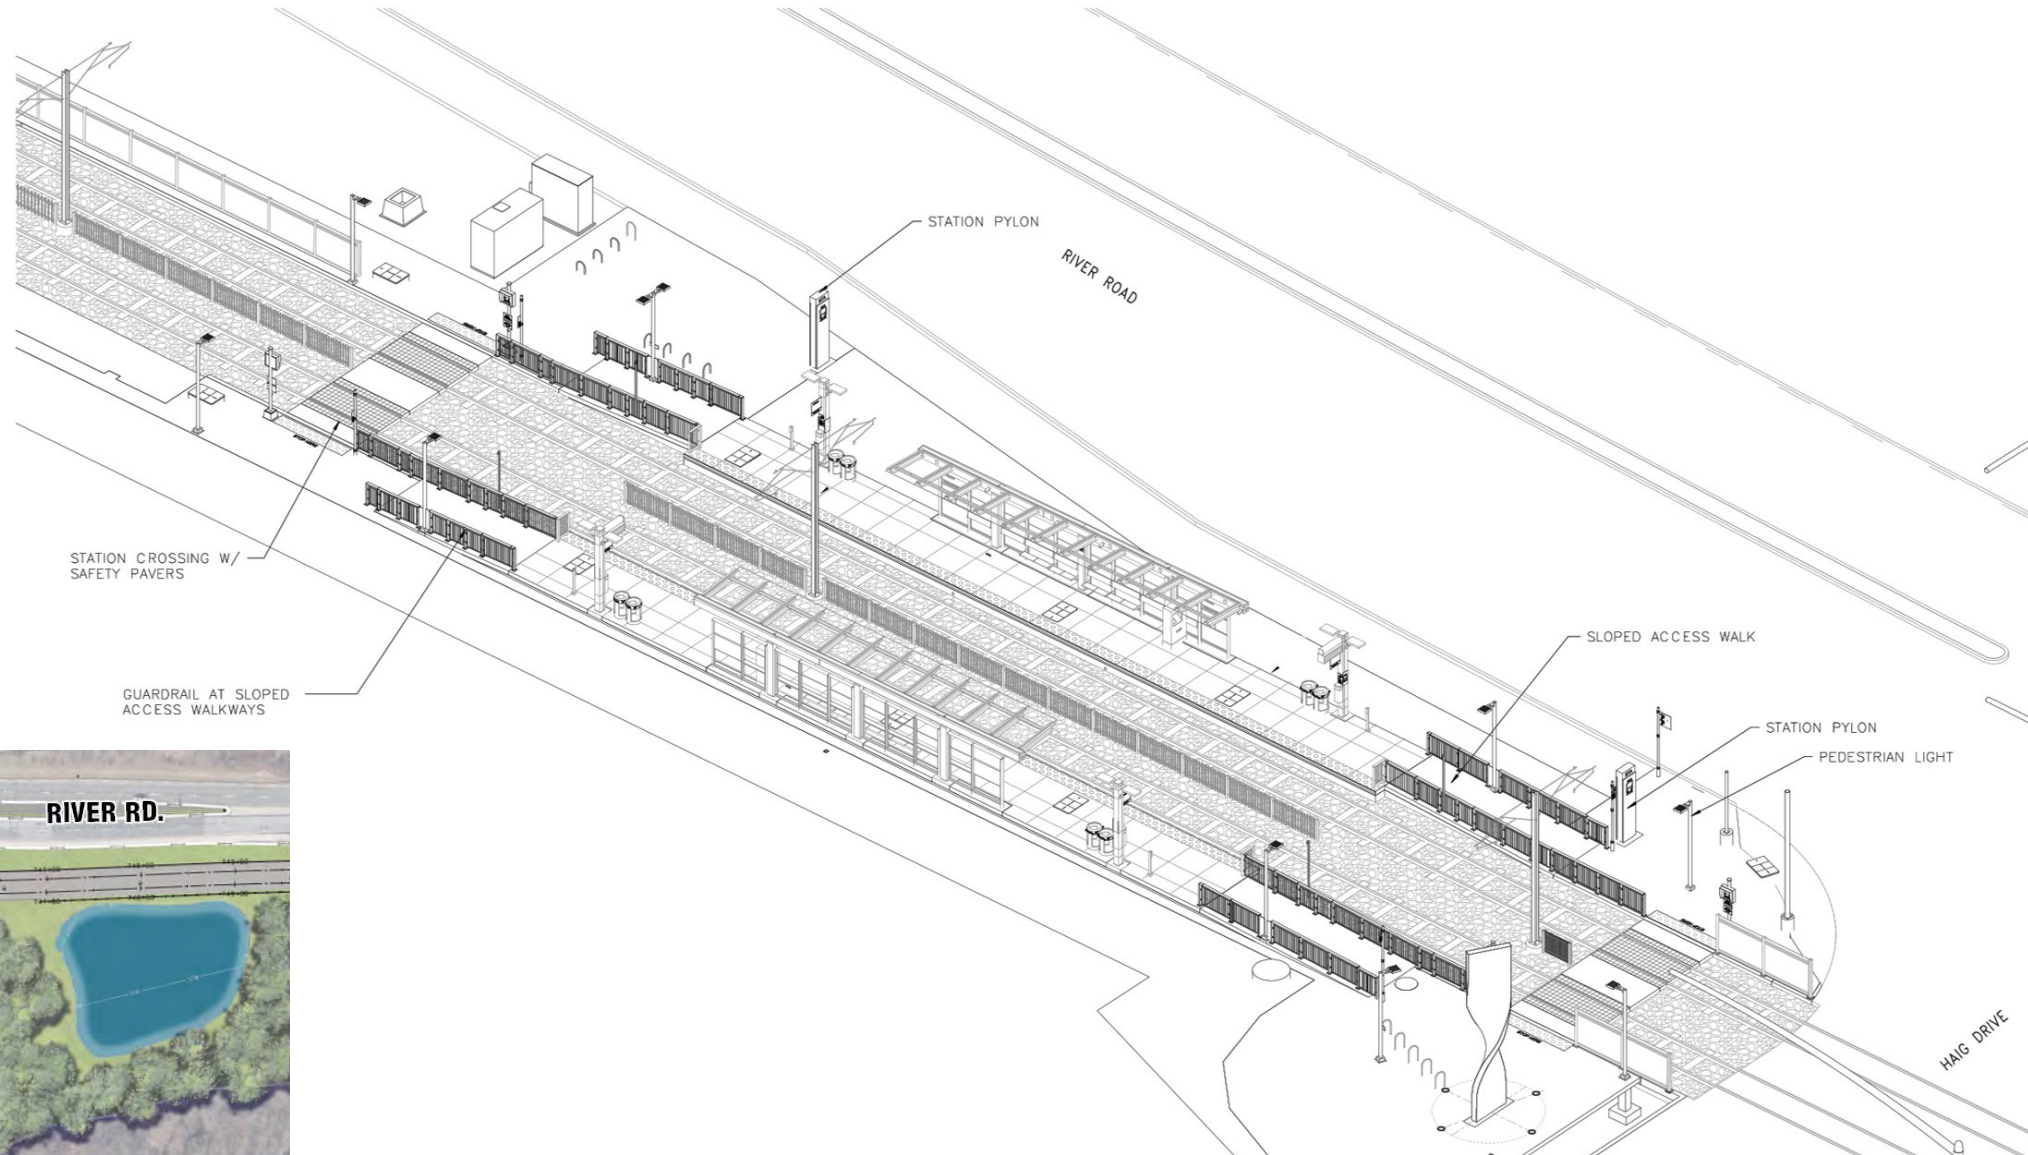 STATION PYLON
RIVER ROAD
STATION CROSSING W/
SAFETY PAVERS
SLOPED ACCESS WALK
GUARDRAIL AT SLOPED
ACCESS WALKWAYS
STATION PYLON
PEDESTRIAN LIGHT
RIVER RD.
HAIG DRIVE